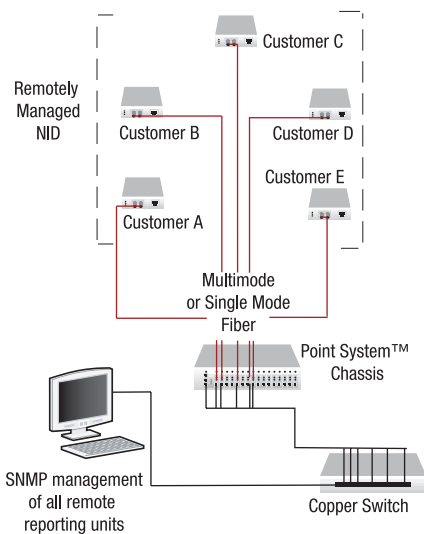 Customer C
Remotely
Managed
NID
Customer B
Customer D
Customer E
Customer A
Multimode
or Single Mode
Fiber
Point System™
Chassis
SNMP management
of all remote
reporting units
Copper Switch